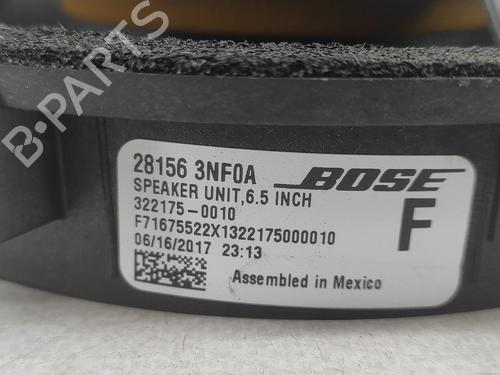 B-PARTS
28156 3NF0A
BOSE
SPEAKER UNIT,6.5 INCH
322175-0010
F
F71675522X1322175000010
06/16/2017 23:13
Assembled in Mexico